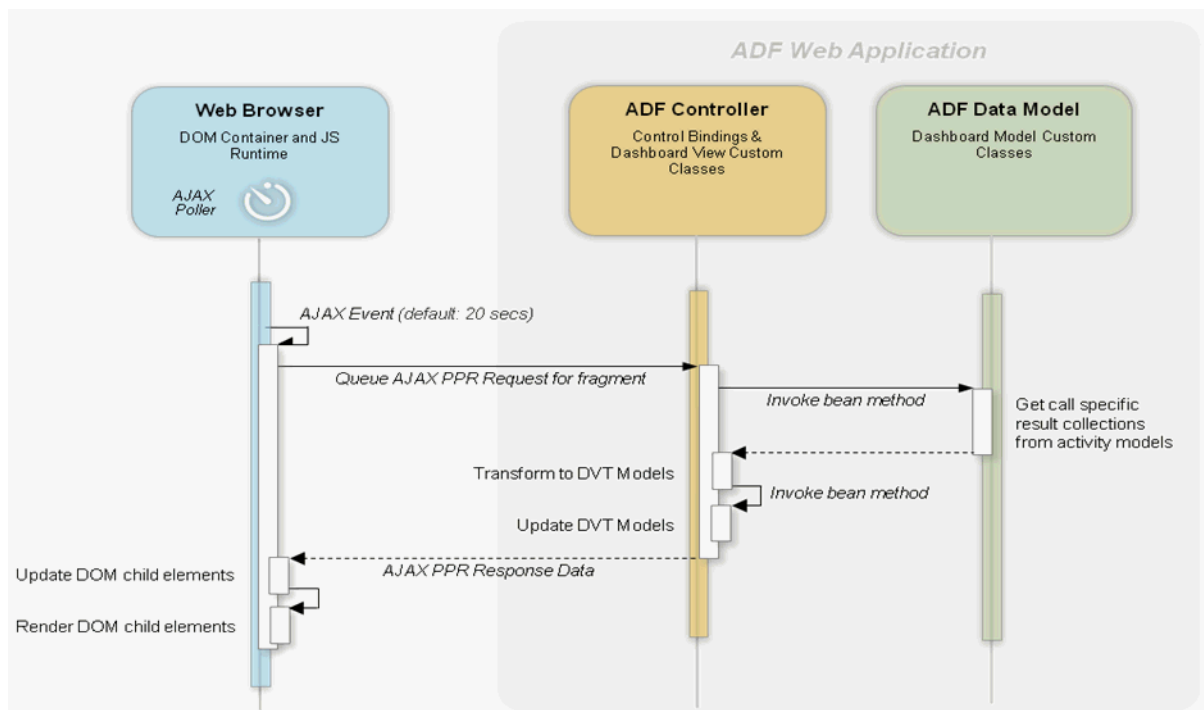 ADF Web Application
Web Browser
DOM Container and JS
Runtime
AJAX
Poller
ADF Controller
Control Bindings &
Dashboard View Custom
Classes
ADF Data Model
Dashboard Model Custom
Classes
AJAX Event (default: 20 secs)
Queue AJAX PPR Request for fragment
Invoke bean method
Get call specific
result collections
from activity models
Transform to DVT Models
Invoke bean method
Update DVT Models
AJAX PPR Response Data
Update DOM child elements
Render DOM child elements